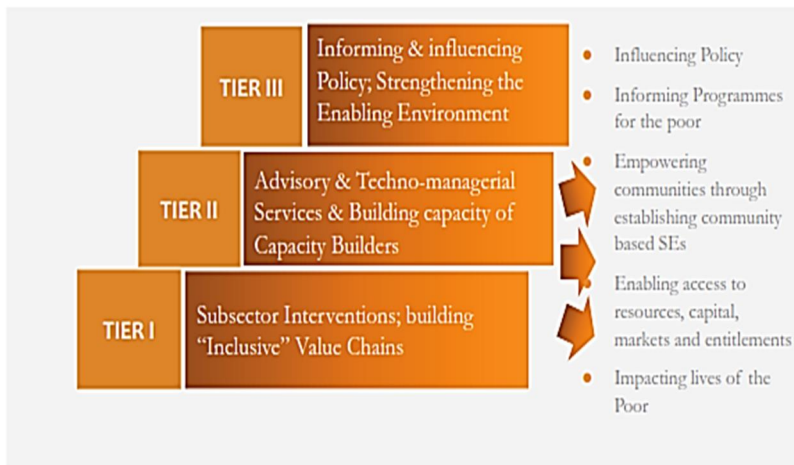 TIER III
Informing & influencing
Policy; Strengthening the
Enabling Environment
TIER II
Advisory & Techno-managerial
Services & Building capacity of
Capacity Builders
TIER I
Subsector Interventions; building
“Inclusive” Value Chains
• Influencing Policy
• Informing Programmes
for the poor
• Empowering
communities through
establishing community
based SEs
• Enabling access to
resources, capital,
markets and entitlements
• Impacting lives of the
Poor